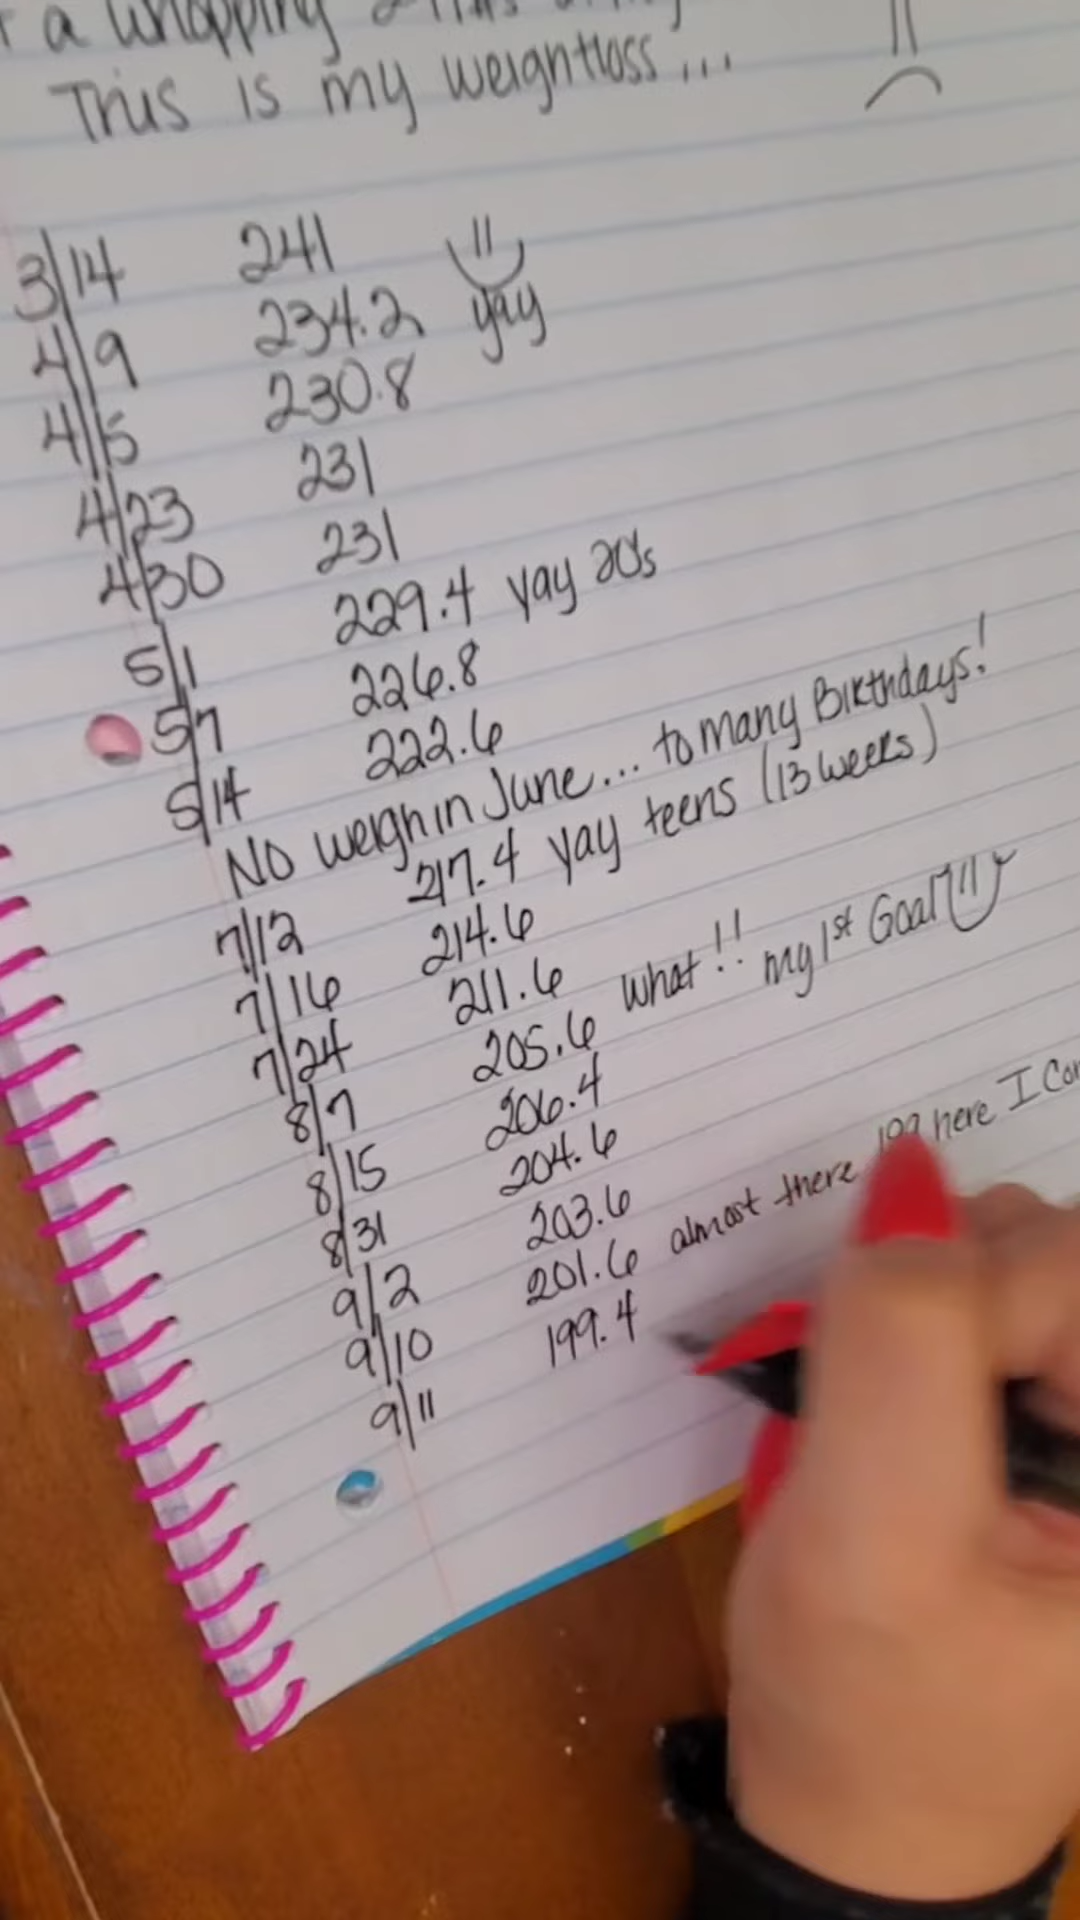 a whopping
This is my weightloss...
3/14 241
4/9 234.2 yay
4/15 230.8
4/23 231
4/30 231
5/1 229.4 yay 20's
5/7 226.8
5/14 222.6
NO weigh in June... to many Birthdays!
7/12 217.4 yay teens (13 weeks)
7/16 214.6
7/24 211.6
8/7 205.6 what!! my 1st Goal
8/15 206.4
8/31 204.6
9/2 203.6
9/10 201.6 almost there 199 here I
9/11 199.4